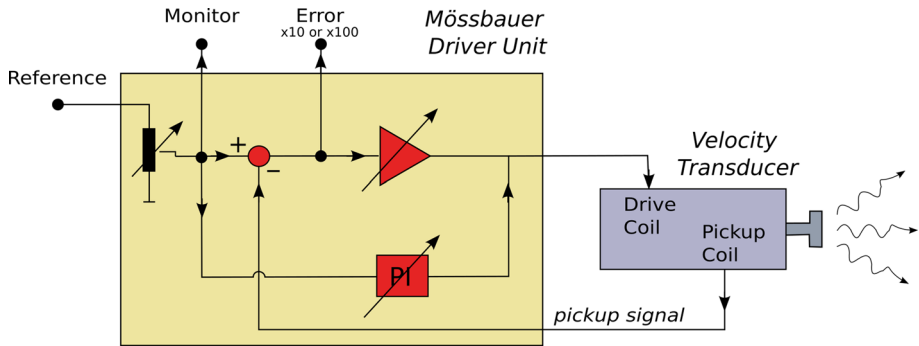 Monitor
Error
x10 or x100
Mössbauer
Driver Unit
Reference
+
−
Velocity
Transducer
Drive
Coil
Pickup
Coil
PI
pickup signal